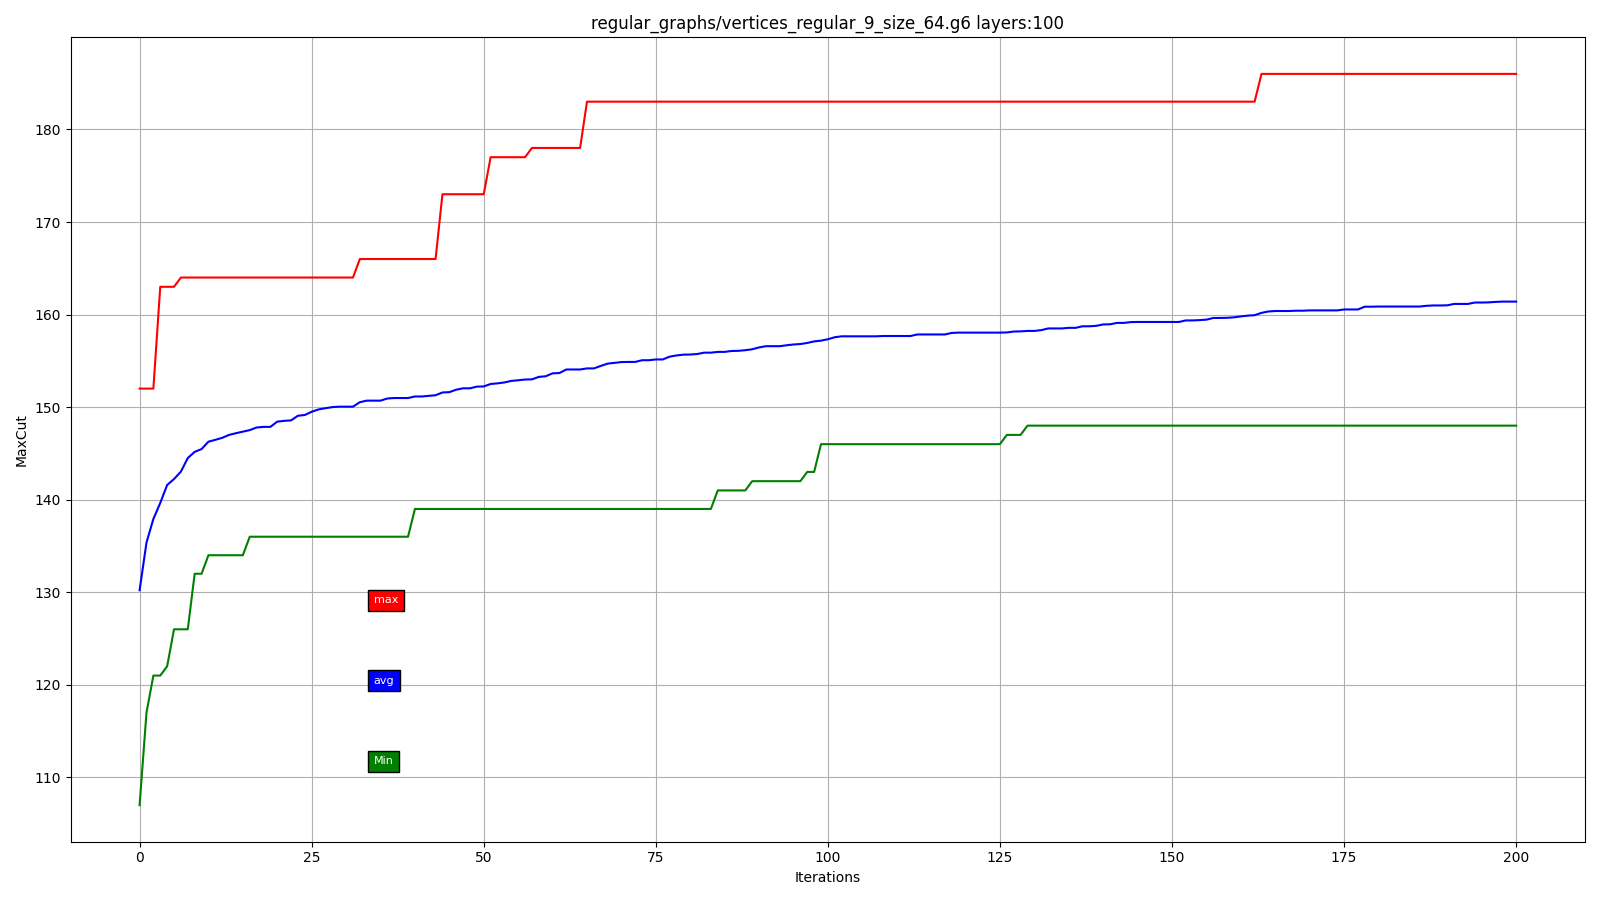 regular_graphs/vertices_regular_9_size_64.g6 layers:100
180
170
160
150
140
130
120
110
MaxCut
max
avg
Min
0 25 50 75 100 125 150 175 200
Iterations